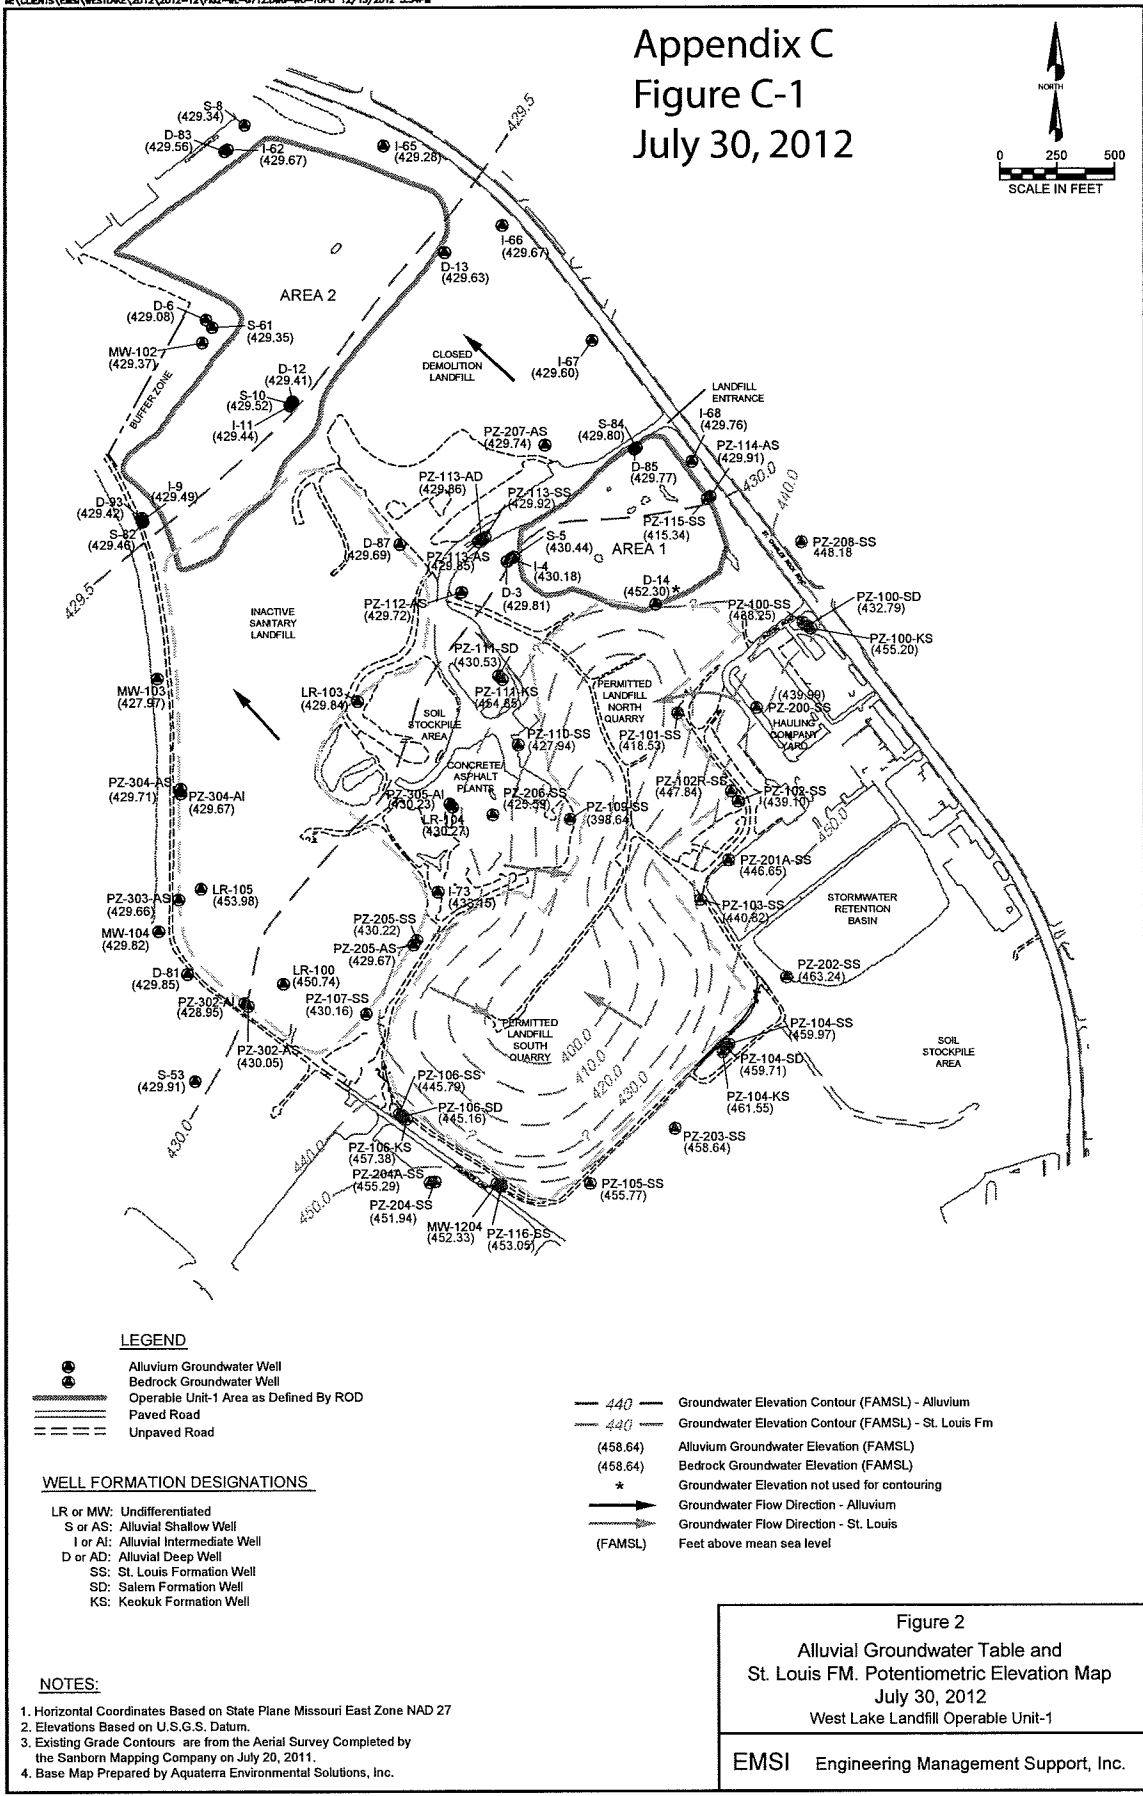 Appendix C
Figure C-1
July 30, 2012
NORTH
0 250 500
SCALE IN FEET
429.5
S-8
(429.34)
D-83
(429.56)
I-62
(429.67)
I-65
(429.28)
I-66
(429.67)
D-13
(429.63)
AREA 2
D-6
(429.08)
S-61
(429.35)
MW-102
(429.37)
BUFFER ZONE
CLOSED
DEMOLITION
LANDFILL
I-67
(429.60)
D-12
(429.41)
S-10
(429.52)
I-11
(429.44)
LANDFILL
ENTRANCE
I-68
(429.76)
S-84
(429.80)
PZ-207-AS
(429.74)
D-85
(429.77)
PZ-114-AS
(429.91)
430.0
440.0
PZ-113-AD
(429.86)
PZ-113-SS
(429.92)
I-9
(429.49)
D-93
(429.42)
S-82
(429.46)
PZ-115-SS
(415.34)
ST. CHARLES ROCK ROAD
PZ-208-SS
448.18
D-87
(429.69)
PZ-113-AS
(429.85)
S-5
(430.44)
AREA 1
I-4
(430.18)
D-3
(429.81)
D-14
(452.30)
*
429.5
INACTIVE
SANITARY
LANDFILL
PZ-112-AS
(429.72)
PZ-100-SS
PZ-100-SD
(432.79)
PZ-100-KS
(455.20)
PZ-111-SD
(430.53)
PZ-111-KS
MW-103
(427.97)
LR-103
(429.84)
SOIL
STOCKPILE
AREA
PERMITTED
LANDFILL
NORTH
QUARRY
(439.99)
PZ-200-SS
HAULING
COMPANY
YARD
PZ-101-SS
(418.53)
PZ-110-SS
(427.94)
CONCRETE/
ASPHALT
PLANTS
PZ-304-AS
(429.71)
PZ-304-AI
(429.67)
PZ-305-AI
(430.23)
LR-104
(430.27)
PZ-206-SS
(425.59)
PZ-109-SS
(398.64)
PZ-102R-SS
(447.84)
PZ-102-SS
(439.10)
450.0
PZ-201A-SS
(446.65)
PZ-303-AS
(429.66)
LR-105
(453.98)
I-73
(433.15)
PZ-103-SS
(440.82)
STORMWATER
RETENTION
BASIN
MW-104
(429.82)
PZ-205-SS
(430.22)
PZ-205-AS
(429.67)
D-81
(429.85)
LR-100
(450.74)
PZ-202-SS
(463.24)
PZ-302-AI
(428.95)
PZ-107-SS
(430.16)
PZ-302-AS
(430.05)
PERMITTED
LANDFILL
SOUTH
QUARRY
PZ-104-SS
(459.97)
PZ-104-SD
(459.71)
PZ-104-KS
(461.55)
SOIL
STOCKPILE
AREA
400.0
410.0
420.0
430.0
S-53
(429.91)
PZ-106-SS
(445.79)
PZ-106-SD
(445.16)
PZ-106-KS
(457.38)
430.0
440.0
450.0
PZ-203-SS
(458.64)
PZ-204A-SS
(455.29)
PZ-204-SS
(451.94)
PZ-105-SS
(455.77)
MW-1204
(452.33)
PZ-116-SS
(453.05)
LEGEND
Alluvium Groundwater Well
Bedrock Groundwater Well
Operable Unit-1 Area as Defined By ROD
Paved Road
Unpaved Road
440 Groundwater Elevation Contour (FAMSL) - Alluvium
440 Groundwater Elevation Contour (FAMSL) - St. Louis Fm
(458.64) Alluvium Groundwater Elevation (FAMSL)
(458.64) Bedrock Groundwater Elevation (FAMSL)
* Groundwater Elevation not used for contouring
Groundwater Flow Direction - Alluvium
Groundwater Flow Direction - St. Louis
(FAMSL) Feet above mean sea level
WELL FORMATION DESIGNATIONS
LR or MW: Undifferentiated
S or AS: Alluvial Shallow Well
I or AI: Alluvial Intermediate Well
D or AD: Alluvial Deep Well
SS: St. Louis Formation Well
SD: Salem Formation Well
KS: Keokuk Formation Well
NOTES:
1. Horizontal Coordinates Based on State Plane Missouri East Zone NAD 27
2. Elevations Based on U.S.G.S. Datum.
3. Existing Grade Contours are from the Aerial Survey Completed by
the Sanborn Mapping Company on July 20, 2011.
4. Base Map Prepared by Aquaterra Environmental Solutions, Inc.
Figure 2
Alluvial Groundwater Table and
St. Louis FM. Potentiometric Elevation Map
July 30, 2012
West Lake Landfill Operable Unit-1
EMSI Engineering Management Support, Inc.